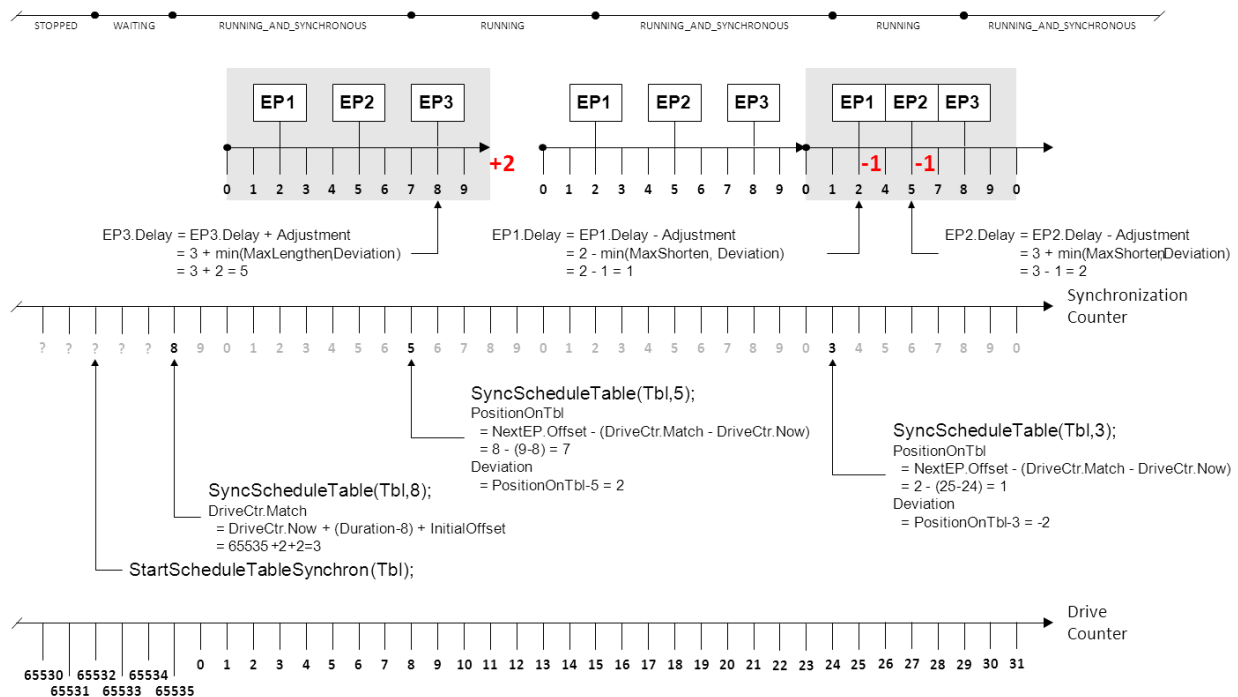 STOPPED WAITING RUNNING_AND_SYNCHRONOUS RUNNING RUNNING_AND_SYNCHRONOUS RUNNING RUNNING_AND_SYNCHRONOUS
EP1 EP2 EP3 EP1 EP2 EP3 EP1 EP2 EP3
+2 -1 -1
0 1 2 3 4 5 6 7 8 9 0 1 2 3 4 5 6 7 8 9 0 1 2 4 5 7 8 9 0
EP3.Delay = EP3.Delay + Adjustment
= 3 + min(MaxLengthen,Deviation)
= 3 + 2 = 5
EP1.Delay = EP1.Delay - Adjustment
= 2 - min(MaxShorten, Deviation)
= 2 - 1 = 1
EP2.Delay = EP2.Delay - Adjustment
= 3 + min(MaxShorten,Deviation)
= 3 - 1 = 2
Synchronization
Counter
? ? ? ? ? 8 9 0 1 2 3 4 5 6 5 6 7 8 9 0 1 2 3 4 5 6 7 8 9 0 3 4 5 6 7 8 9 0
SyncScheduleTable(Tbl,5);
PositionOnTbl
= NextEP.Offset - (DriveCtr.Match - DriveCtr.Now)
= 8 - (9-8) = 7
Deviation
= PositionOnTbl-5 = 2
SyncScheduleTable(Tbl,3);
PositionOnTbl
= NextEP.Offset - (DriveCtr.Match - DriveCtr.Now)
= 2 - (25-24) = 1
Deviation
= PositionOnTbl-3 = -2
SyncScheduleTable(Tbl,8);
DriveCtr.Match
= DriveCtr.Now + (Duration-8) + InitialOffset
= 65535+2+2=3
StartScheduleTableSynchron(Tbl);
Drive
Counter
0 1 2 3 4 5 6 7 8 9 10 11 12 13 14 15 16 17 18 19 20 21 22 23 24 25 26 27 28 29 30 31
65530 65532 65534
65531 65533 65535